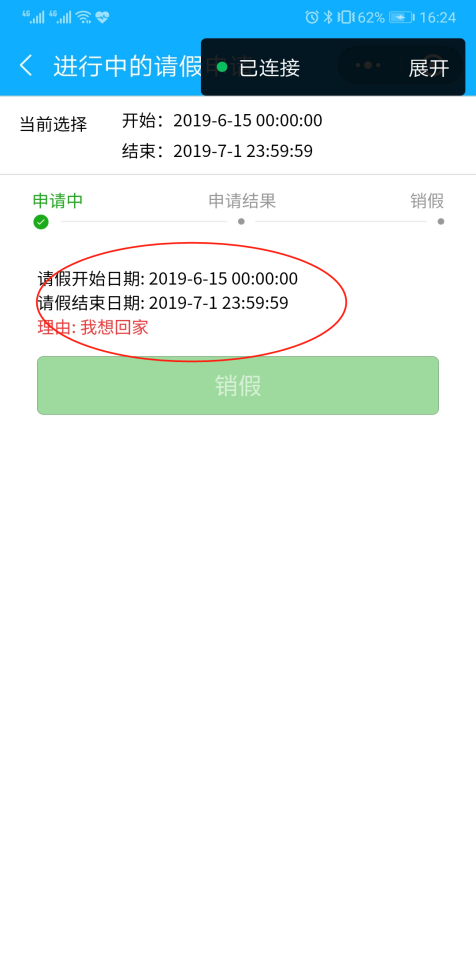 4G 4G 62% 16:24
进行中的请假
已连接 展开
当前选择 开始：2019-6-15 00:00:00
结束：2019-7-1 23:59:59
申请中 申请结果 销假
请假开始日期: 2019-6-15 00:00:00
请假结束日期: 2019-7-1 23:59:59
理由: 我想回家
销假